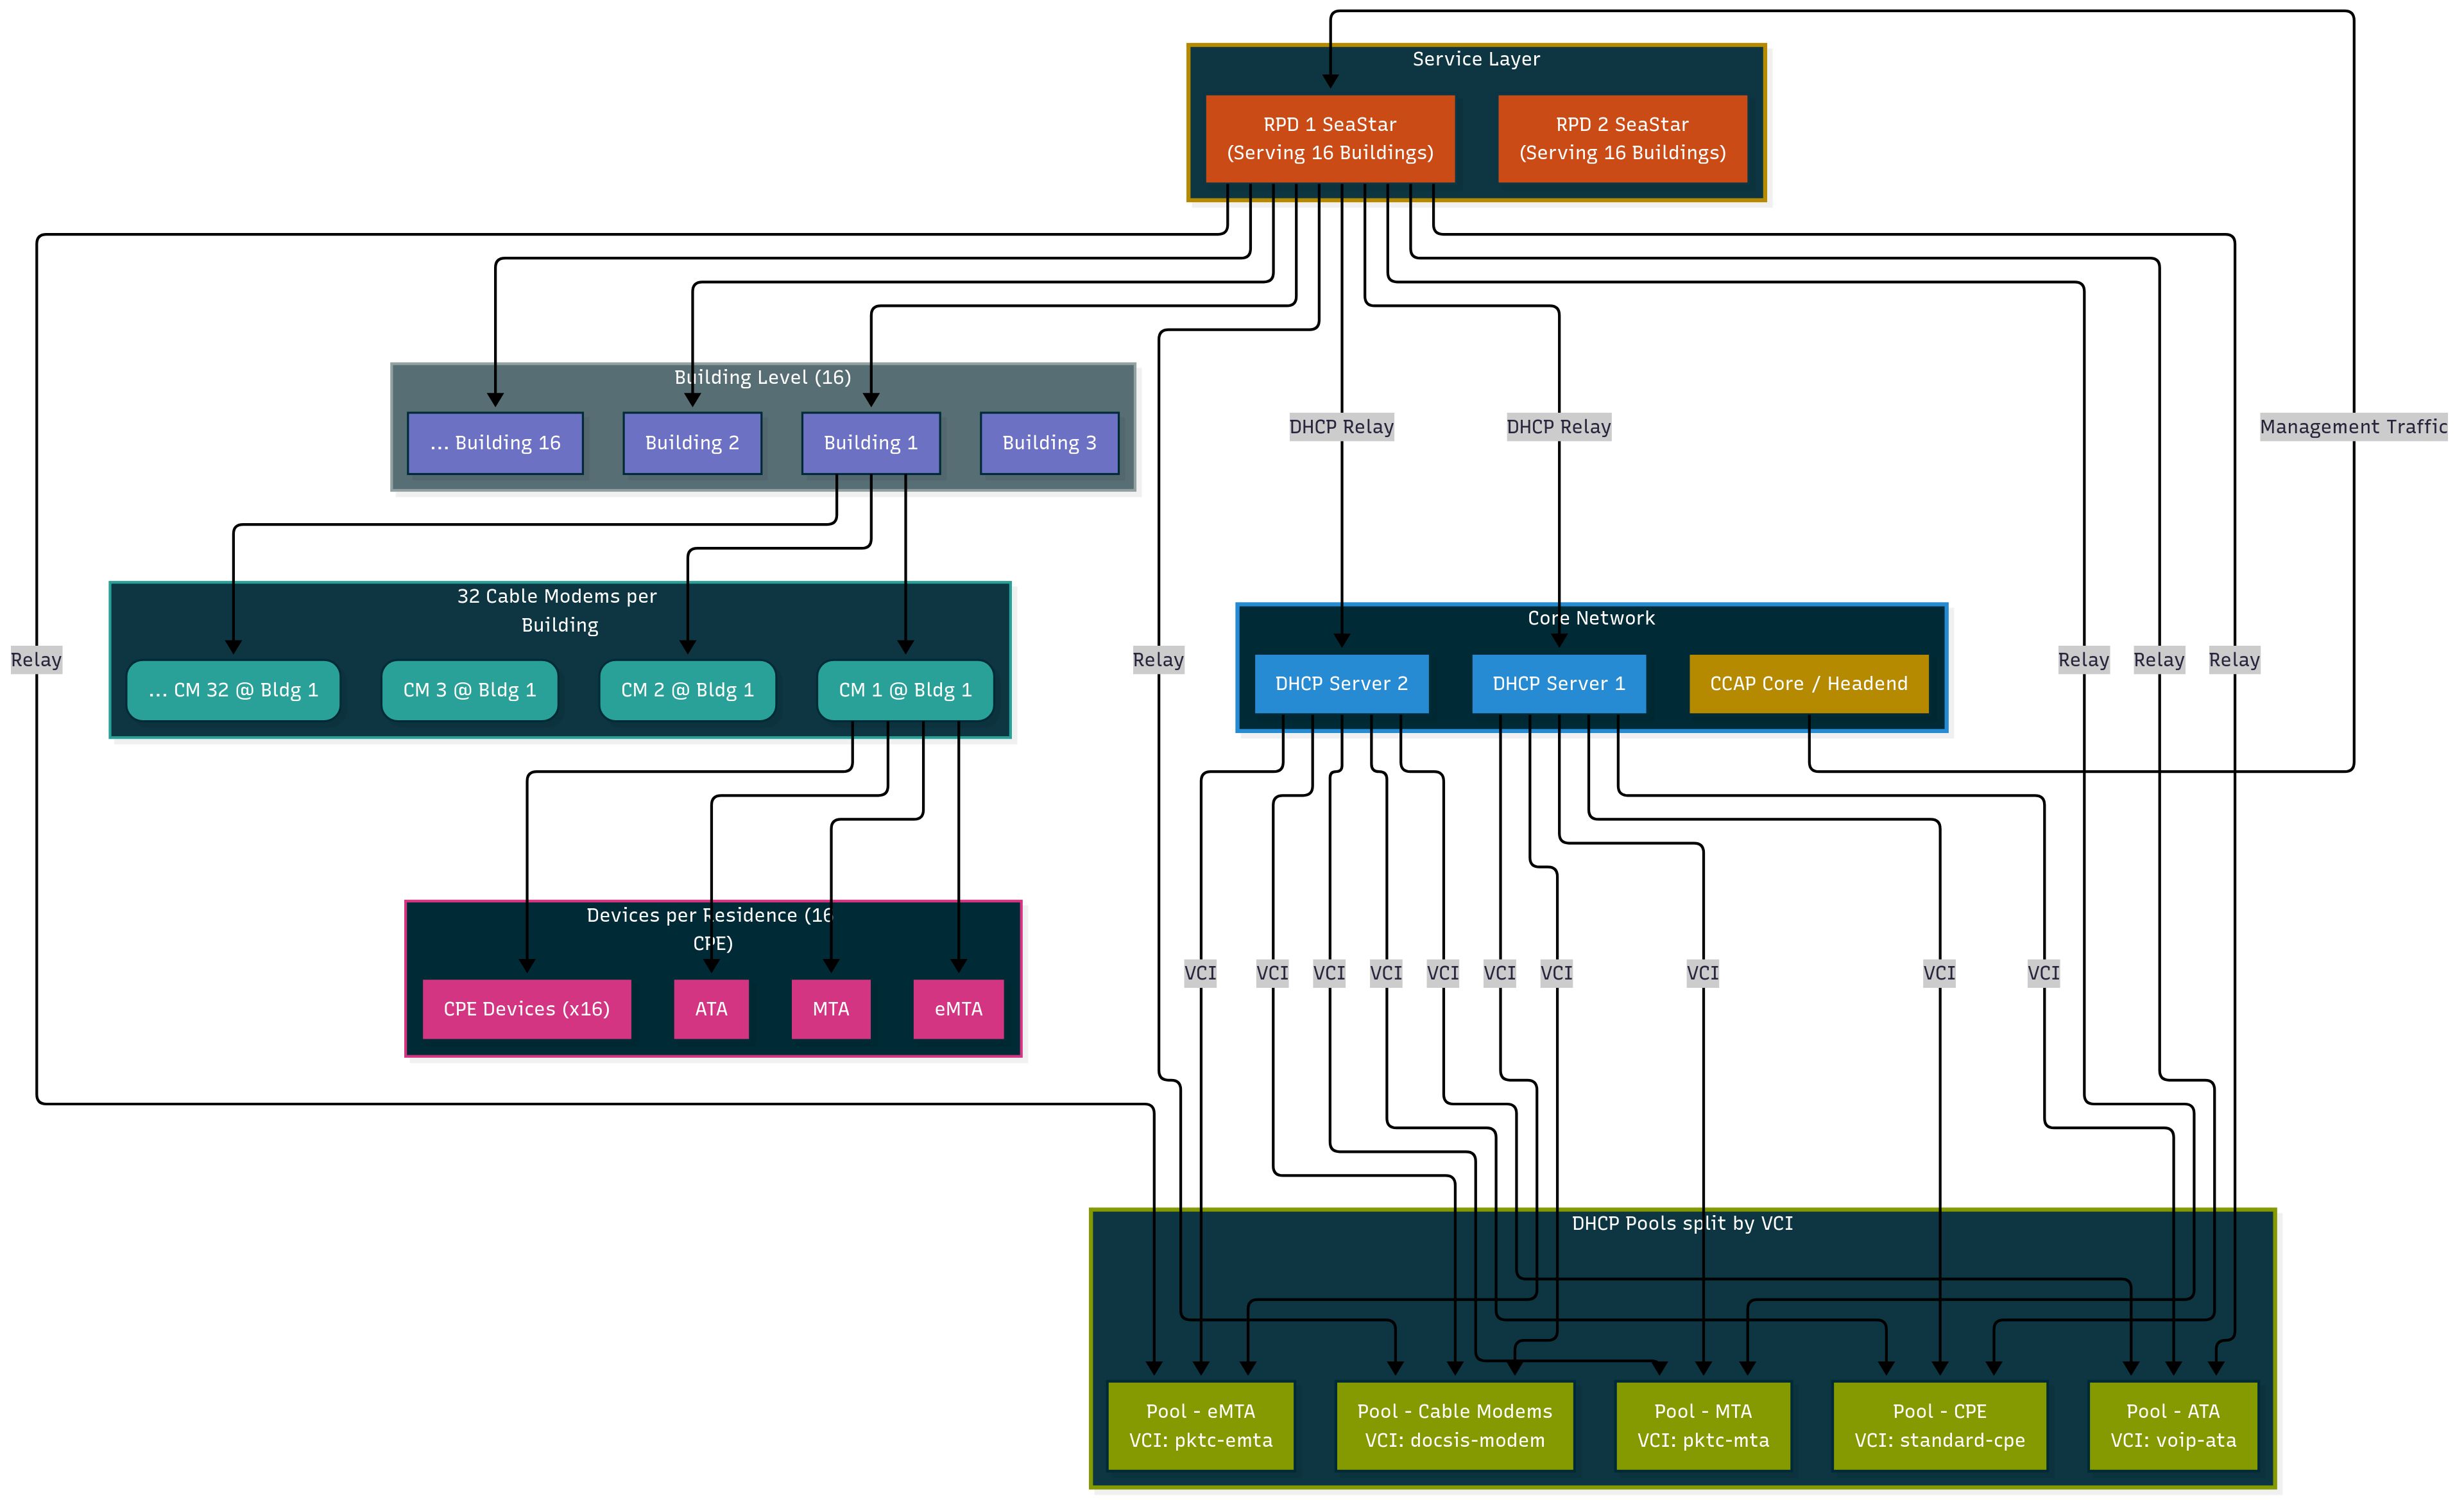 Service Layer
RPD 1 SeaStar
(Serving 16 Buildings)
RPD 2 SeaStar
(Serving 16 Buildings)
Building Level (16)
... Building 16
Building 2
Building 1
Building 3
DHCP Relay
DHCP Relay
Management Traffic
32 Cable Modems per
Building
... CM 32 @ Bldg 1
CM 3 @ Bldg 1
CM 2 @ Bldg 1
CM 1 @ Bldg 1
Core Network
DHCP Server 2
DHCP Server 1
CCAP Core / Headend
Relay
Relay
Relay
Relay
Relay
Devices per Residence (16
CPE)
CPE Devices (x16)
ATA
MTA
eMTA
VCI
VCI
VCI
VCI
VCI
VCI
VCI
VCI
VCI
VCI
DHCP Pools split by VCI
Pool - eMTA
VCI: pktc-emta
Pool - Cable Modems
VCI: docsis-modem
Pool - MTA
VCI: pktc-mta
Pool - CPE
VCI: standard-cpe
Pool - ATA
VCI: voip-ata